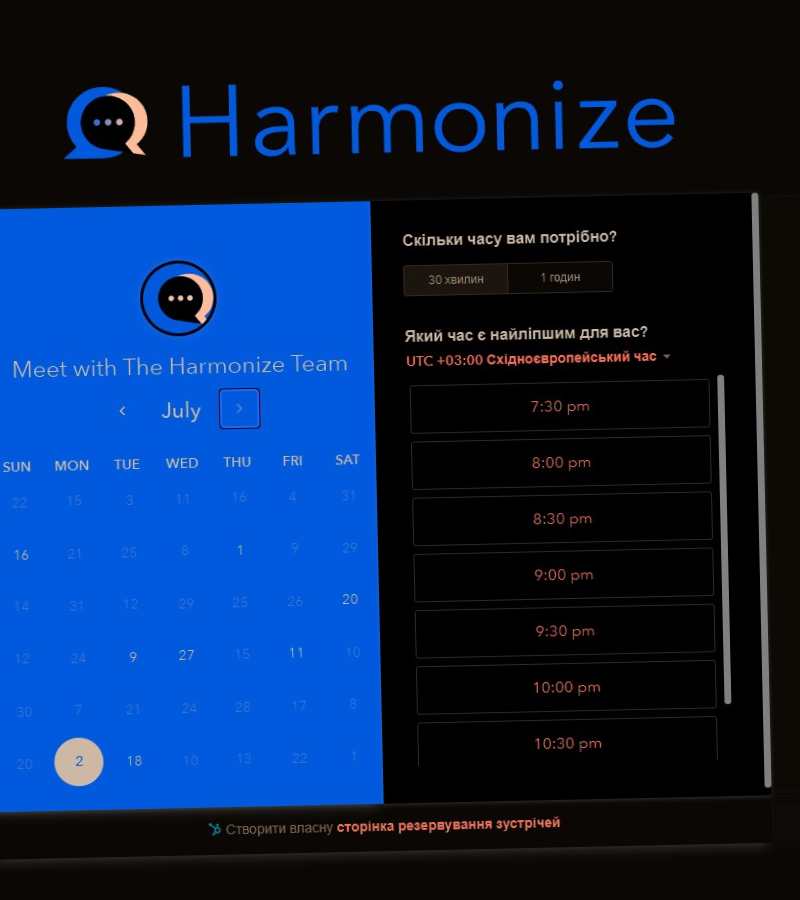 Harmonize
Meet with The Harmonize Team
July
SUN MON TUE WED THU FRI SAT
22 15 3 11 16 4 31
16 21 25 8 1 9 29
14 31 12 29 25 26 20
12 24 9 27 15 11 10
30 7 21 24 28 17 8
20 2 18 10 13 22 1
Скільки часу вам потрібно?
30 хвилин 1 годин
Який час є найліпшим для вас?
UTC +03:00 Східноєвропейський час
7:30 pm
8:00 pm
8:30 pm
9:00 pm
9:30 pm
10:00 pm
10:30 pm
Створити власну сторінка резервування зустрічей